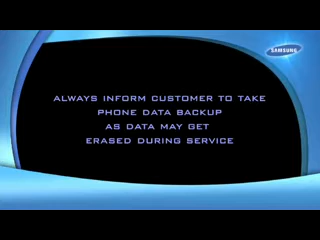 SAMSUNG
ALWAYS INFORM CUSTOMER TO TAKE
PHONE DATA BACKUP
AS DATA MAY GET
ERASED DURING SERVICE